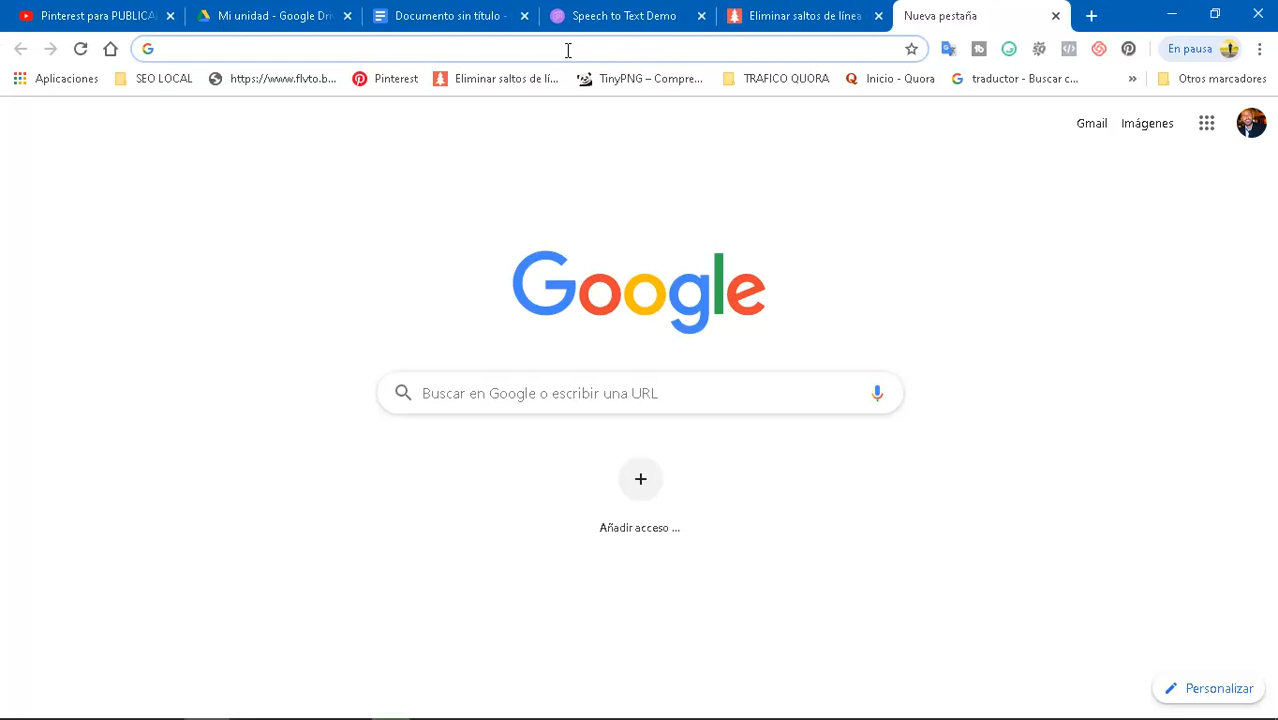 Pinterest para PUBLICA
Mi unidad - Google Dri
Documento sin título -
Speech to Text Demo
Eliminar saltos de línea
Nueva pestaña
En pausa
Aplicaciones
SEO LOCAL
https://www.flvto.b...
Pinterest
Eliminar saltos de lí...
TinyPNG – Compre...
TRAFICO QUORA
Inicio - Quora
traductor - Buscar c...
»
Otros marcadores
Gmail
Imágenes
Google
Buscar en Google o escribir una URL
Añadir acceso ...
Personalizar